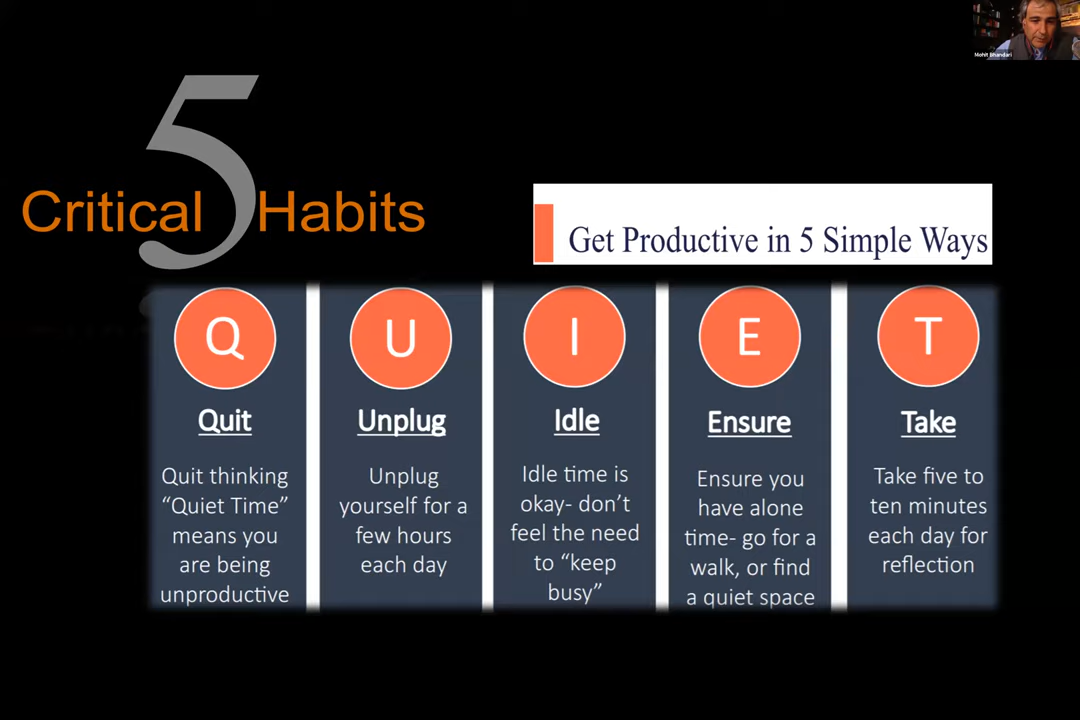 Mohit Bhandari
5
Critical Habits
Get Productive in 5 Simple Ways
Q
Quit
Quit thinking
“Quiet Time”
means you
are being
unproductive
U
Unplug
Unplug
yourself for a
few hours
each day
I
Idle
Idle time is
okay- don’t
feel the need
to “keep
busy”
E
Ensure
Ensure you
have alone
time- go for a
walk, or find
a quiet space
T
Take
Take five to
ten minutes
each day for
reflection